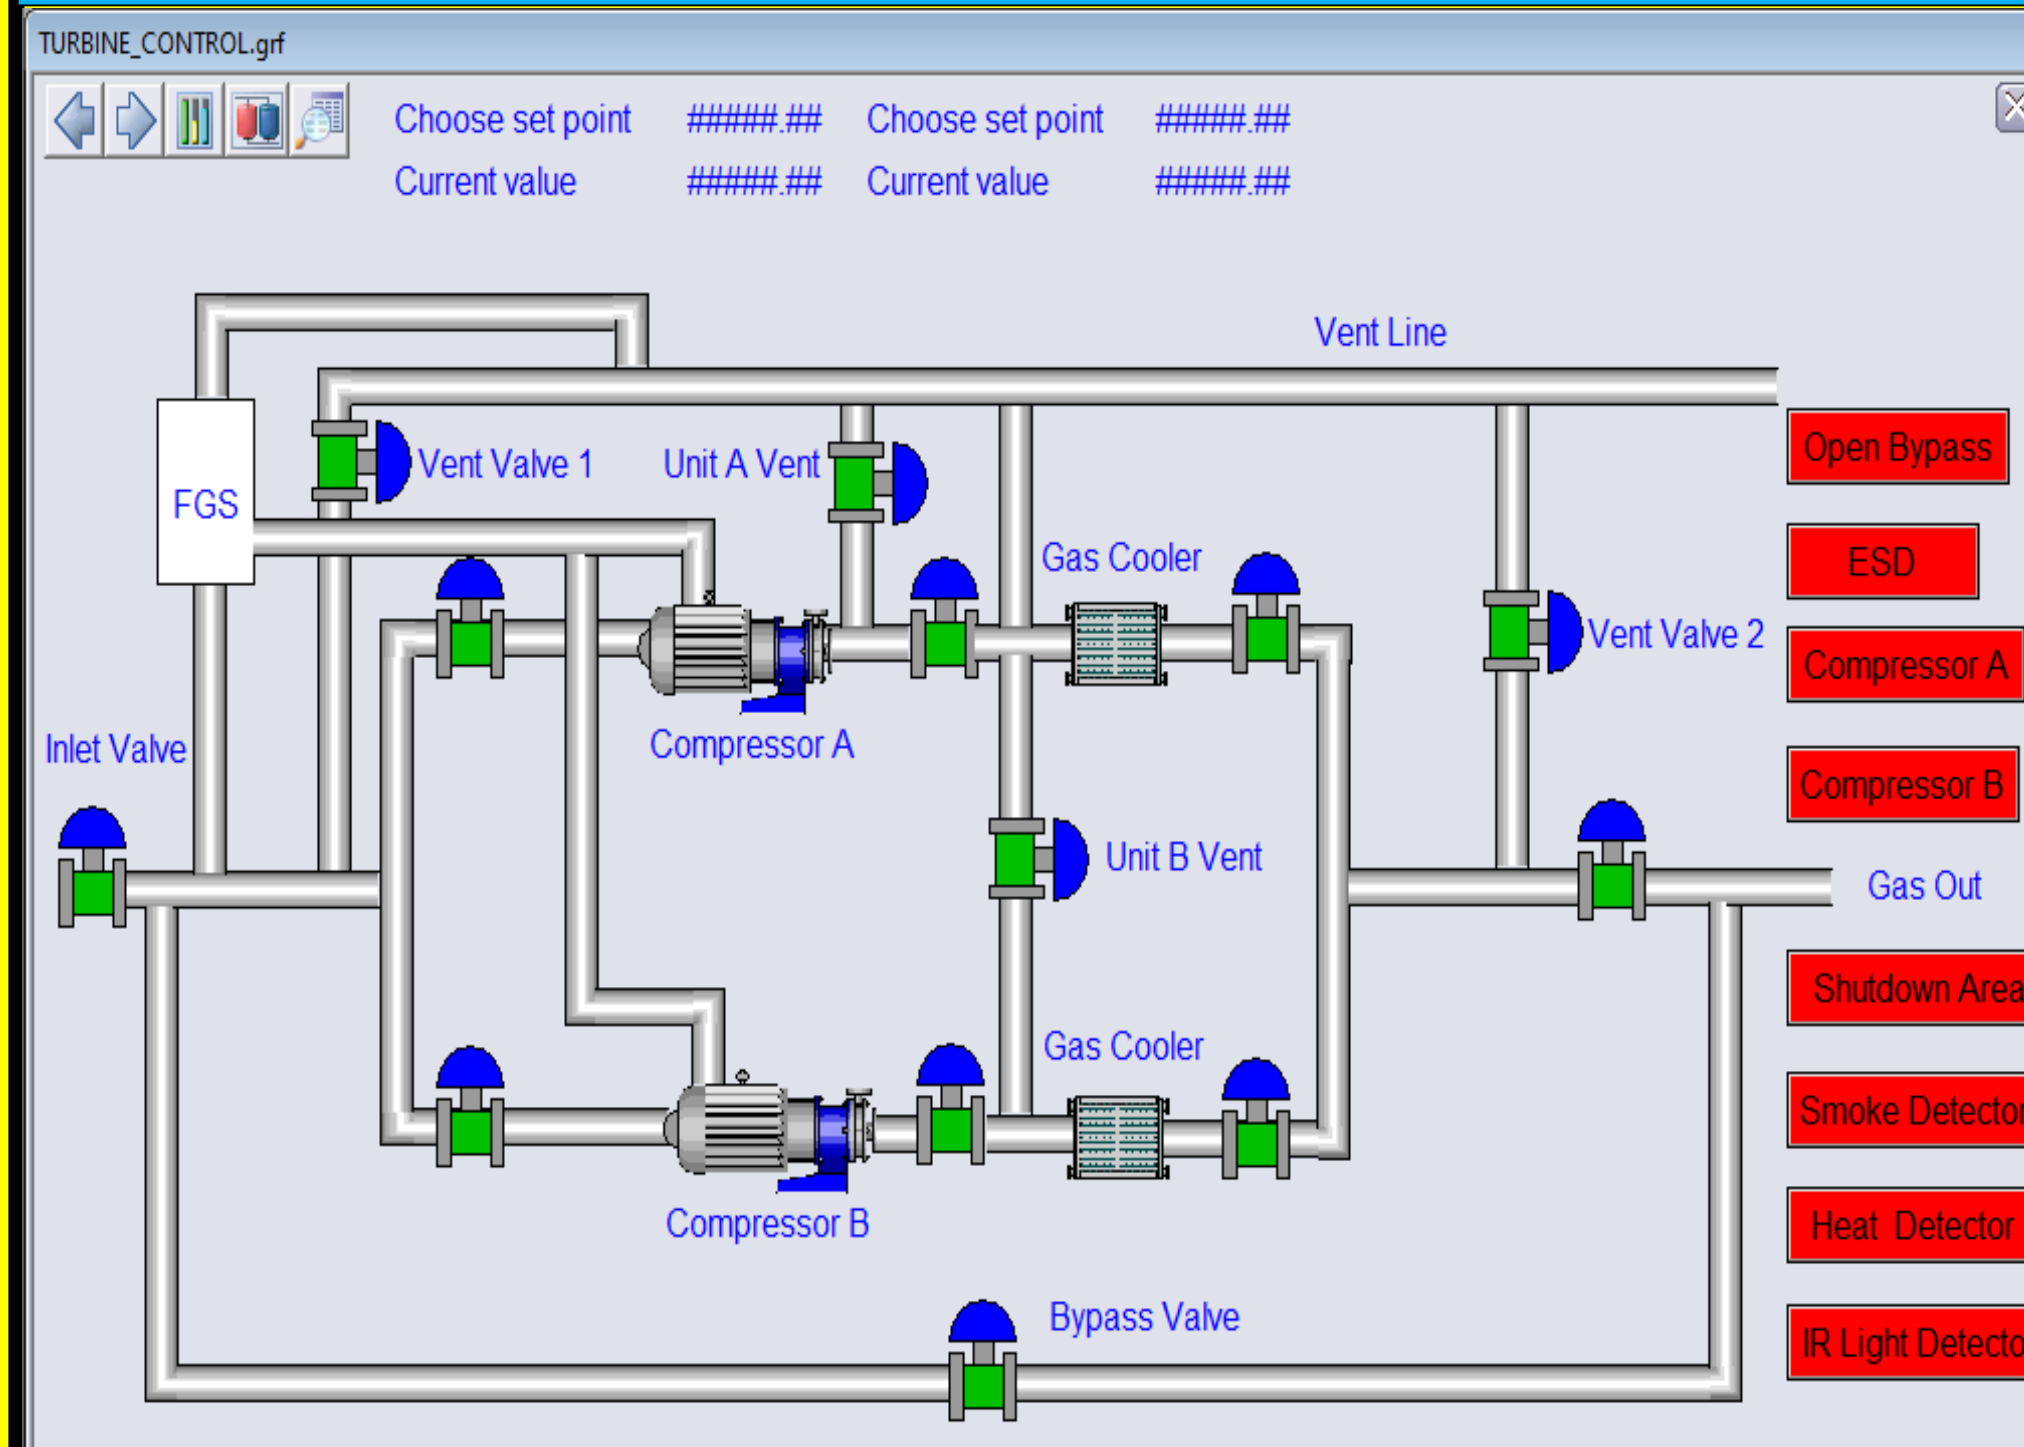 TURBINE_CONTROL.grf
Choose set point #####.## Choose set point #####.##
Current value #####.## Current value #####.##
Vent Line
Open Bypass
Vent Valve 1 Unit A Vent
FGS
Gas Cooler
ESD
Vent Valve 2
Compressor A
Compressor A
Inlet Valve
Compressor B
Unit B Vent
Gas Out
Shutdown Area
Gas Cooler
Smoke Detector
Compressor B
Heat Detector
Bypass Valve
IR Light Detecto